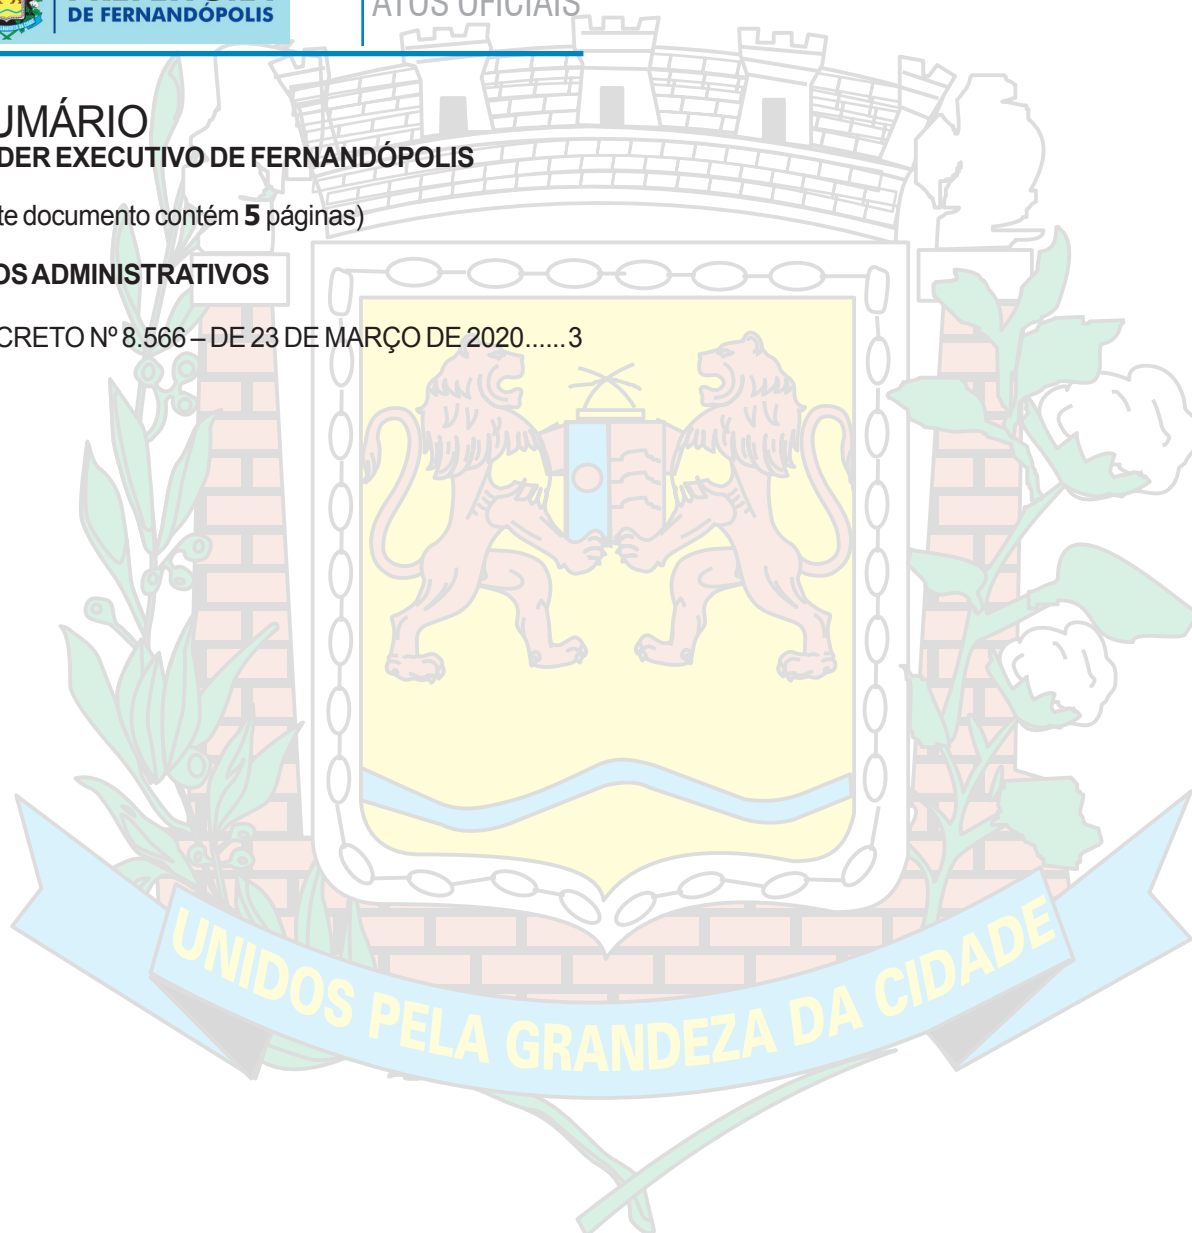 DE FERNANDÓPOLIS
ATOS OFICIAIS
UMÁRIO
DER EXECUTIVO DE FERNANDÓPOLIS
te documento contém 5 páginas)
OS ADMINISTRATIVOS
CRETO Nº 8.566 – DE 23 DE MARÇO DE 2020......3
UNIDOS PELA GRANDEZA DA CIDADE